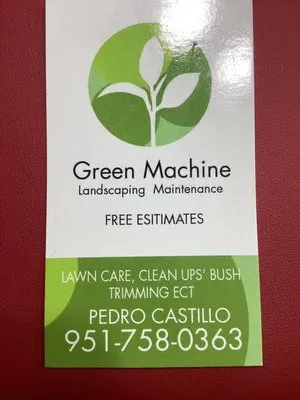 Green Machine
Landscaping Maintenance
FREE ESITIMATES
LAWN CARE, CLEAN UPS' BUSH
TRIMMING ECT
PEDRO CASTILLO
951-758-0363